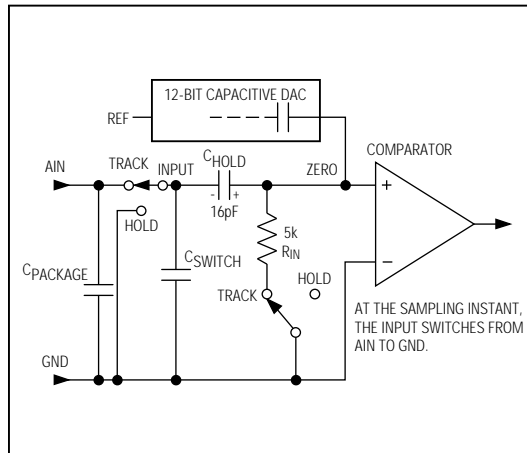 12-BIT CAPACITIVE DAC
REF
COMPARATOR
ZERO
CHOLD
AIN
TRACK
INPUT
- +
16pF
+
HOLD
5k
RIN
CSWITCH
HOLD
−
CPACKAGE
TRACK
AT THE SAMPLING INSTANT,
THE INPUT SWITCHES FROM
AIN TO GND.
GND